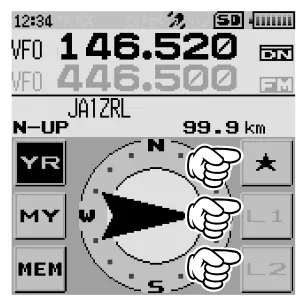 12:34 SD
VFO 146.520 DN
VFO 446.500 FM
JA1ZRL
N-UP 99.9 km
YR N ★
MY W L1
MEM S L2